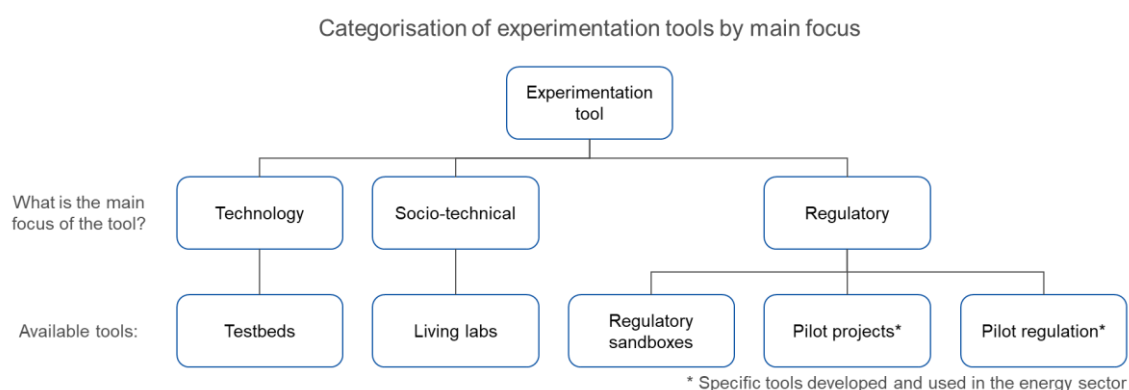 Categorisation of experimentation tools by main focus
Experimentation
tool
What is the main
focus of the tool?
Technology
Socio-technical
Regulatory
Available tools:
Testbeds
Living labs
Regulatory
sandboxes
Pilot projects*
Pilot regulation*
* Specific tools developed and used in the energy sector